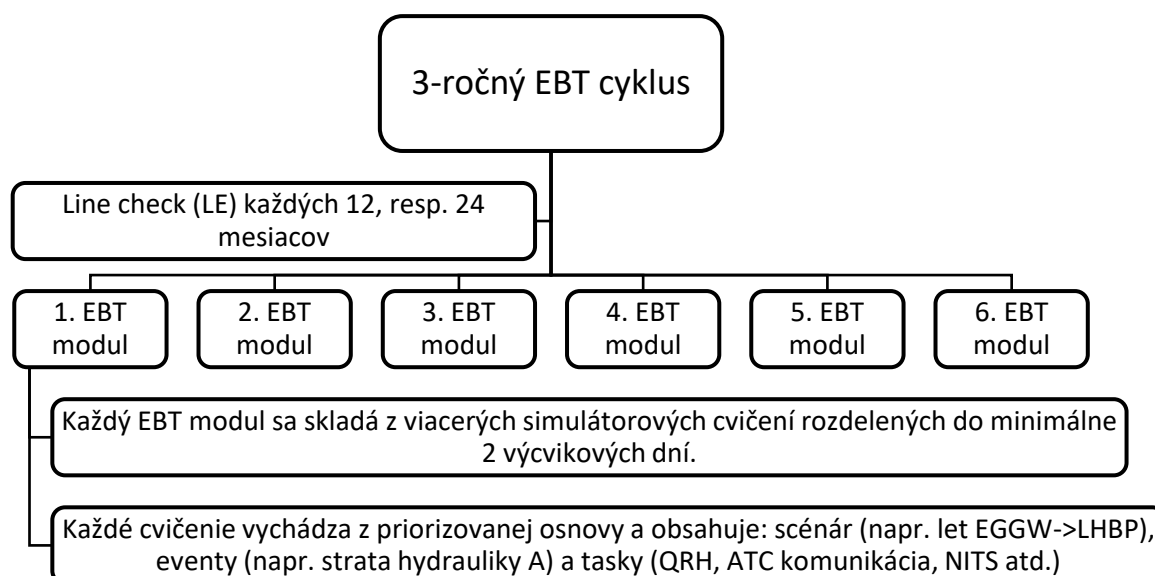 3-ročný EBT cyklus
Line check (LE) každých 12, resp. 24
mesiacov
1. EBT
modul
2. EBT
modul
3. EBT
modul
4. EBT
modul
5. EBT
modul
6. EBT
modul
Každý EBT modul sa skladá z viacerých simulátorových cvičení rozdelených do minimálne
2 výcvikových dní.
Každé cvičenie vychádza z priorizovanej osnovy a obsahuje: scénár (napr. let EGGW->LHBP),
eventy (napr. strata hydrauliky A) a tasky (QRH, ATC komunikácia, NITS atd.)